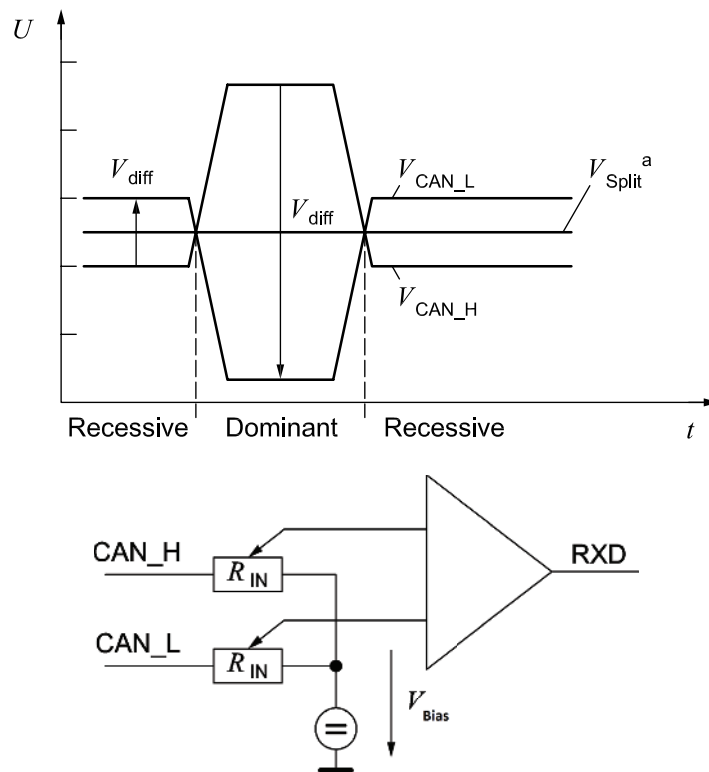 U
V diff
V diff
V CAN_L
V Split a
V CAN_H
Recessive
Dominant
Recessive
t
CAN_H
R IN
RXD
CAN_L
R IN
V Bias
=